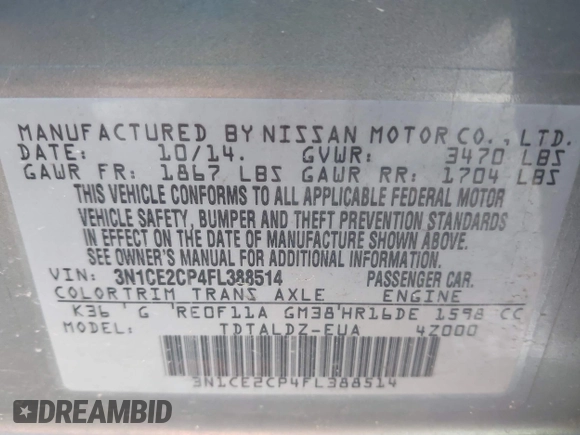 MANUFACTURED BY NISSAN MOTOR CO., LTD.
DATE: 10/14. GVWR: 3470 LBS
GAWR FR: 1867 LBS GAWR RR: 1704 LBS
THIS VEHICLE CONFORMS TO ALL APPLICABLE FEDERAL MOTOR
VEHICLE SAFETY, BUMPER AND THEFT PREVENTION STANDARDS
IN EFFECT ON THE DATE OF MANUFACTURE SHOWN ABOVE.
SEE OWNER'S MANUAL FOR ADDITIONAL INFORMATION.
VIN: 3N1CE2CP4FL388514 PASSENGER CAR.
COLORTRIM TRANS AXLE ENGINE
K36 G RE0F11A GM38 HR16DE 1598 CC
MODEL: TDTALDZ-EUA 4Z000
3N1CE2CP4FL388514
DREAMBID
.COM